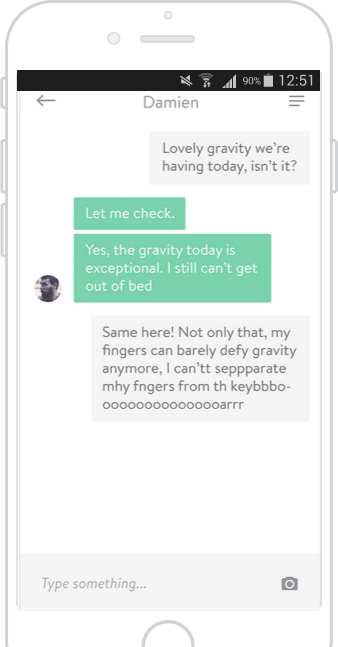 90% 12:51
Damien
Lovely gravity we're
having today, isn't it?
Let me check.
Yes, the gravity today is
exceptional. I still can't get
out of bed
Same here! Not only that, my
fingers can barely defy gravity
anymore, I can'tt seppparate
mhy fngers from th keybbbo-
ooooooooooooooarrr
Type something...